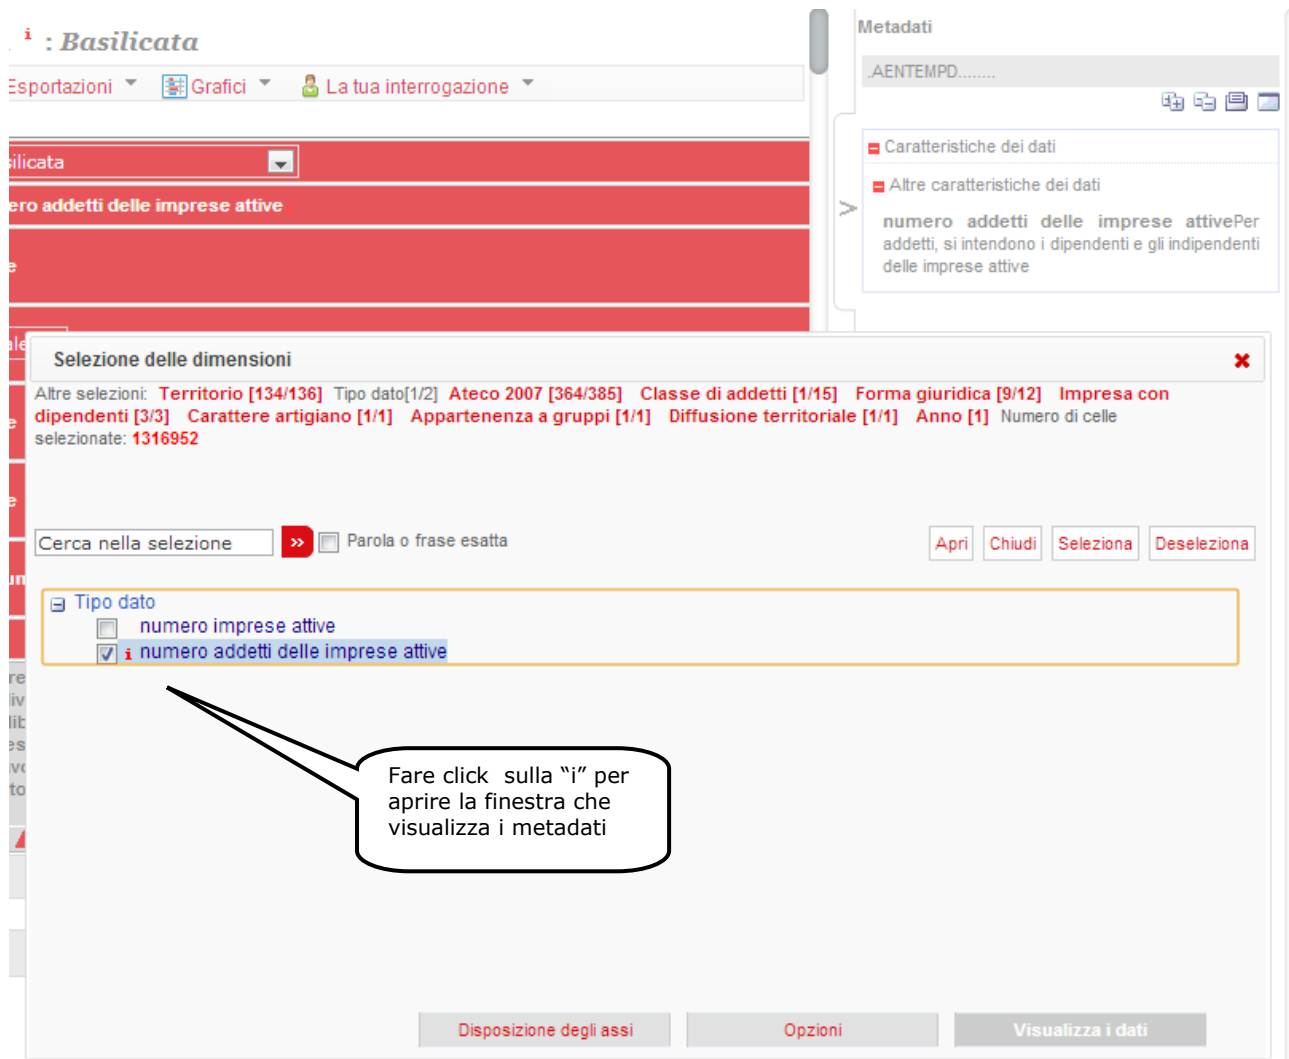 i : Basilicata
Metadati
.AENTEMPD........
Esportazioni Grafici La tua interrogazione
Caratteristiche dei dati
Altre caratteristiche dei dati
numero addetti delle imprese attivePer
addetti, si intendono i dipendenti e gli indipendenti
delle imprese attive
>
silicata
ero addetti delle imprese attive
e
ale
Selezione delle dimensioni
Altre selezioni: Territorio [134/136] Tipo dato[1/2] Ateco 2007 [364/385] Classe di addetti [1/15] Forma giuridica [9/12] Impresa con
dipendenti [3/3] Carattere artigiano [1/1] Appartenenza a gruppi [1/1] Diffusione territoriale [1/1] Anno [1] Numero di celle
selezionate: 1316952
Cerca nella selezione » Parola o frase esatta
Apri Chiudi Seleziona Deseleziona
Tipo dato
numero imprese attive
i numero addetti delle imprese attive
Fare click sulla “i” per
aprire la finestra che
visualizza i metadati
Disposizione degli assi Opzioni Visualizza i dati